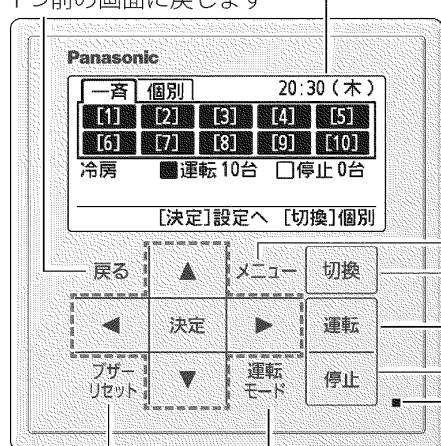 1つ前の画面に戻します
Panasonic
一斉 個別 20:30(木)
[1] [2] [3] [4] [5]
[6] [7] [8] [9] [10]
冷房 ■運転10台 □停止0台
[決定]設定へ [切換]個別
戻る ▲ メニュー 切換
◀ 決定 ▶ 運転
ブザー
リセット ▼ 運転
モード 停止